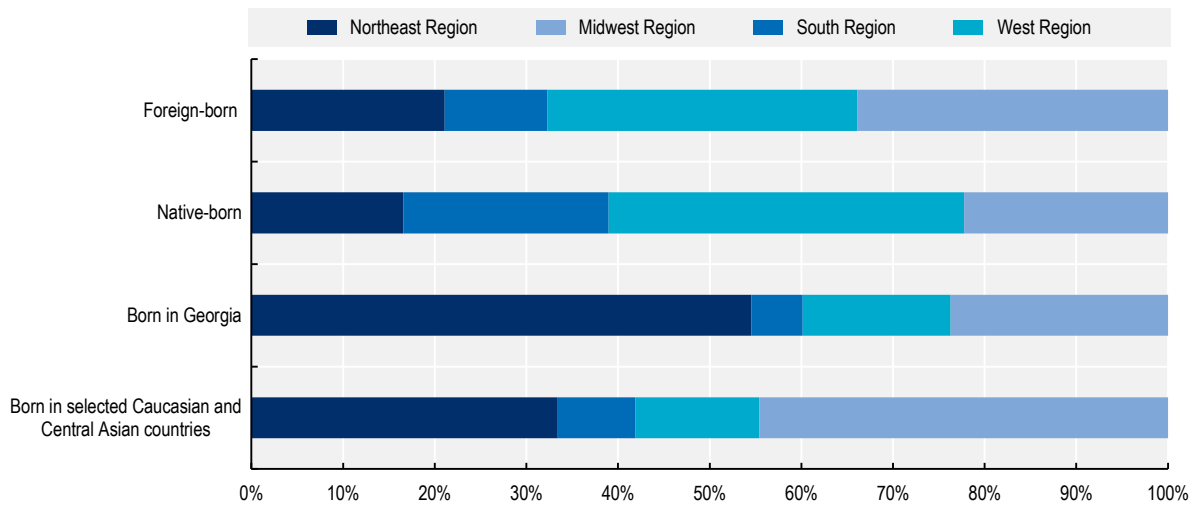 Northeast Region Midwest Region South Region West Region
Foreign-born
Native-born
Born in Georgia
Born in selected Caucasian and
Central Asian countries
0% 10% 20% 30% 40% 50% 60% 70% 80% 90% 100%